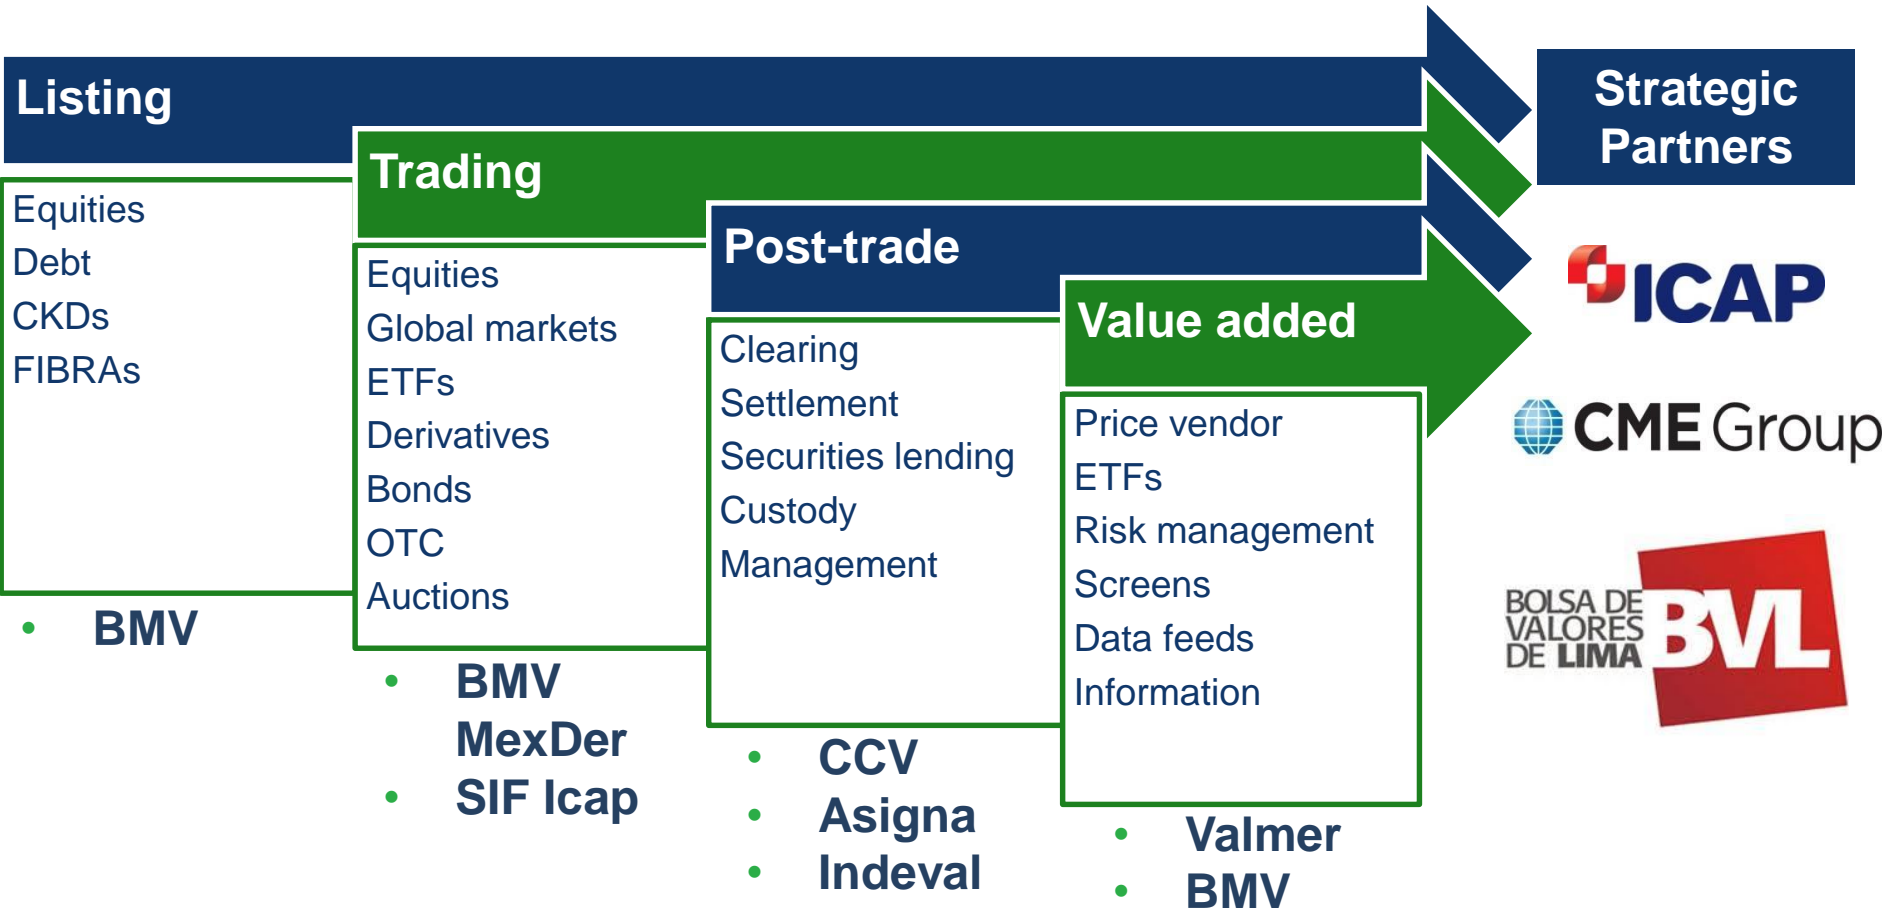 Listing
Equities
Debt
CKDs
FIBRAs
• BMV
Trading
Equities
Global markets
ETFs
Derivatives
Bonds
OTC
Auctions
• BMV
MexDer
• SIF Icap
Post-trade
Clearing
Settlement
Securities lending
Custody
Management
• CCV
• Asigna
• Indeval
Value added
Price vendor
ETFs
Risk management
Screens
Data feeds
Information
• Valmer
• BMV
Strategic
Partners
ICAP
CME Group
BOLSA DE
VALORES
DE LIMA
BVL